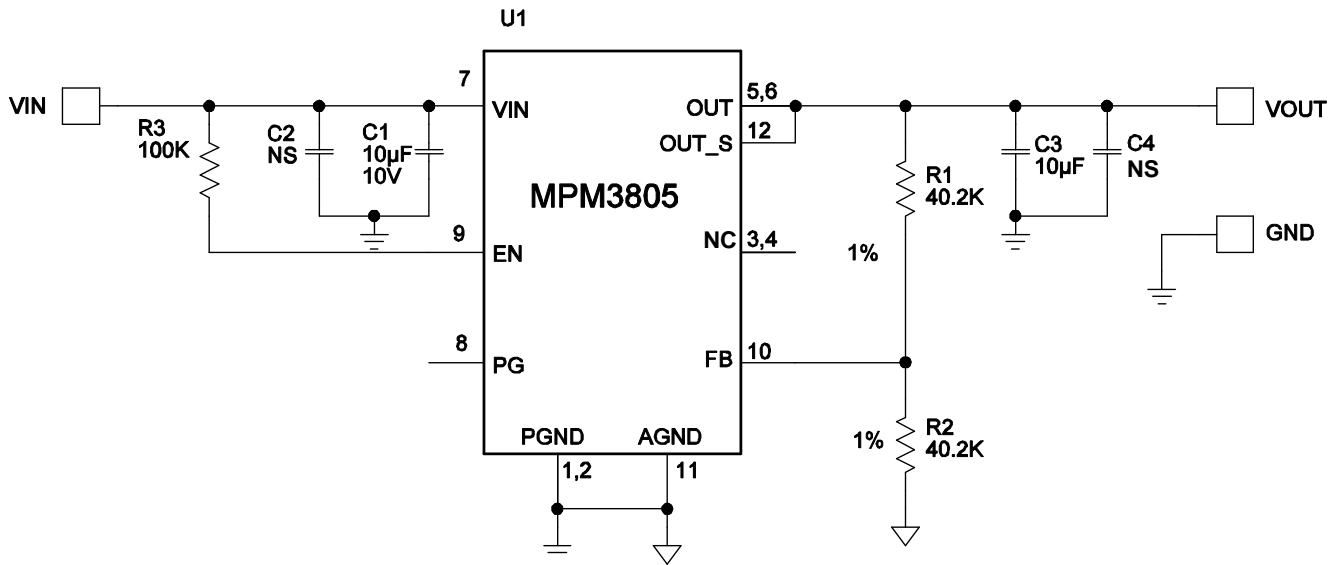 U1
VIN
7
VIN
R3
100K
C2
NS
C1
10µF
10V
9
EN
8
PG
MPM3805
PGND
1,2
AGND
11
OUT
5,6
OUT_S
12
NC
3,4
FB
10
R1
40.2K
1%
R2
40.2K
1%
C3
10µF
C4
NS
VOUT
GND